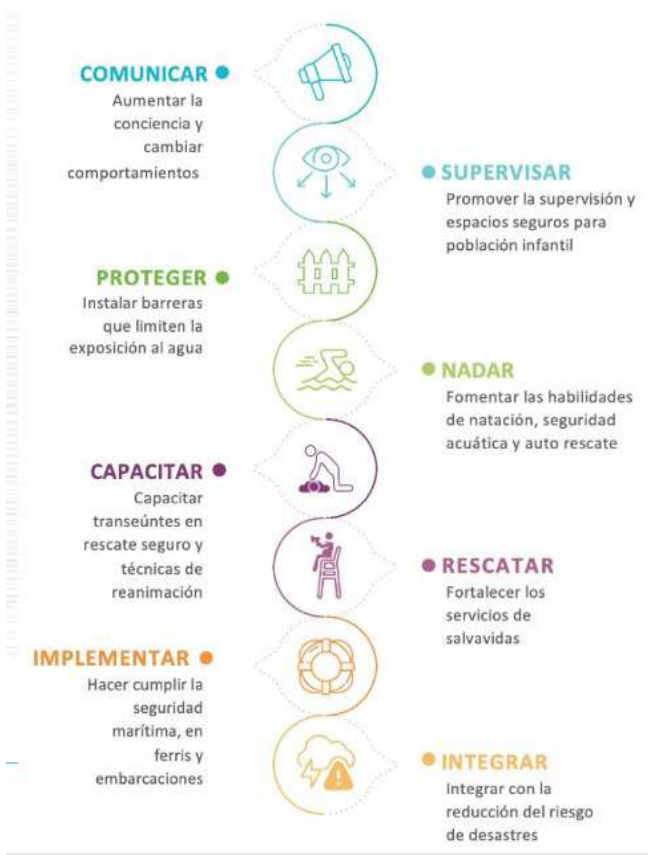 COMUNICAR
Aumentar la
conciencia y
cambiar
comportamientos
SUPERVISAR
Promover la supervisión y
espacios seguros para
población infantil
PROTEGER
Instalar barreras
que limiten la
exposición al agua
NADAR
Fomentar las habilidades
de natación, seguridad
acuática y auto rescate
CAPACITAR
Capacitar
transeúntes en
rescate seguro y
técnicas de
reanimación
RESCATAR
Fortalecer los
servicios de
salvavidas
IMPLEMENTAR
Hacer cumplir la
seguridad
marítima, en
ferris y
embarcaciones
INTEGRAR
Integrar con la
reducción del riesgo
de desastres